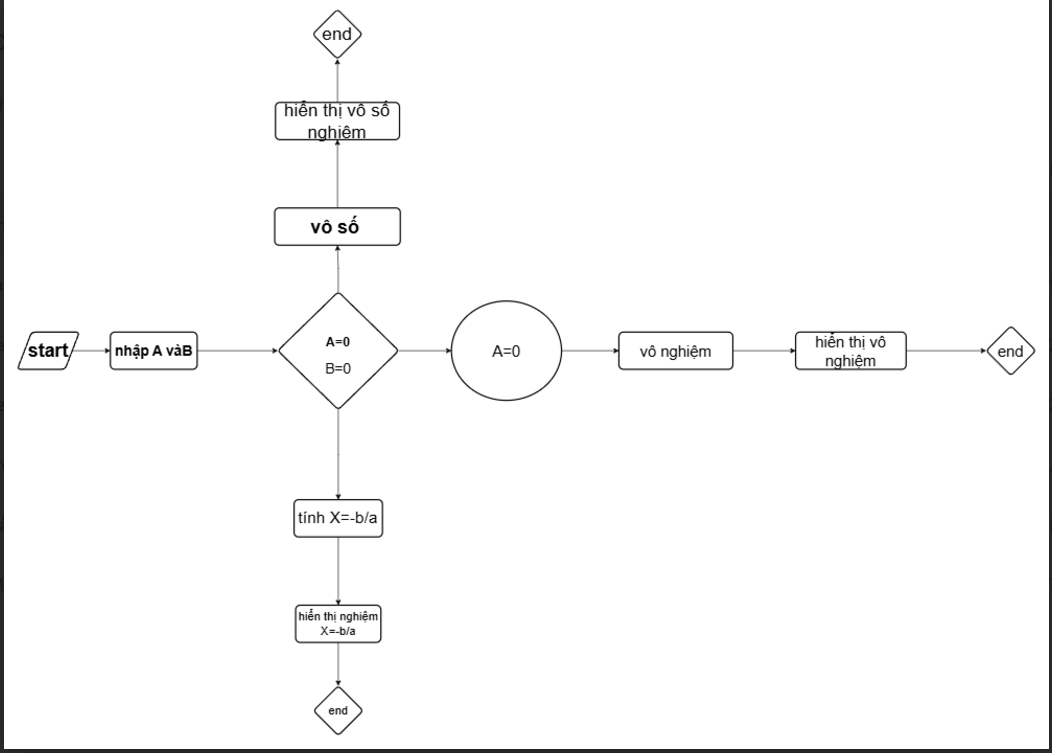 end
hiển thị vô số
nghiệm
vô số
start
nhập A vàB
A=0
B=0
A=0
vô nghiệm
hiển thị vô
nghiệm
end
tính X=-b/a
hiển thị nghiệm
X=-b/a
end